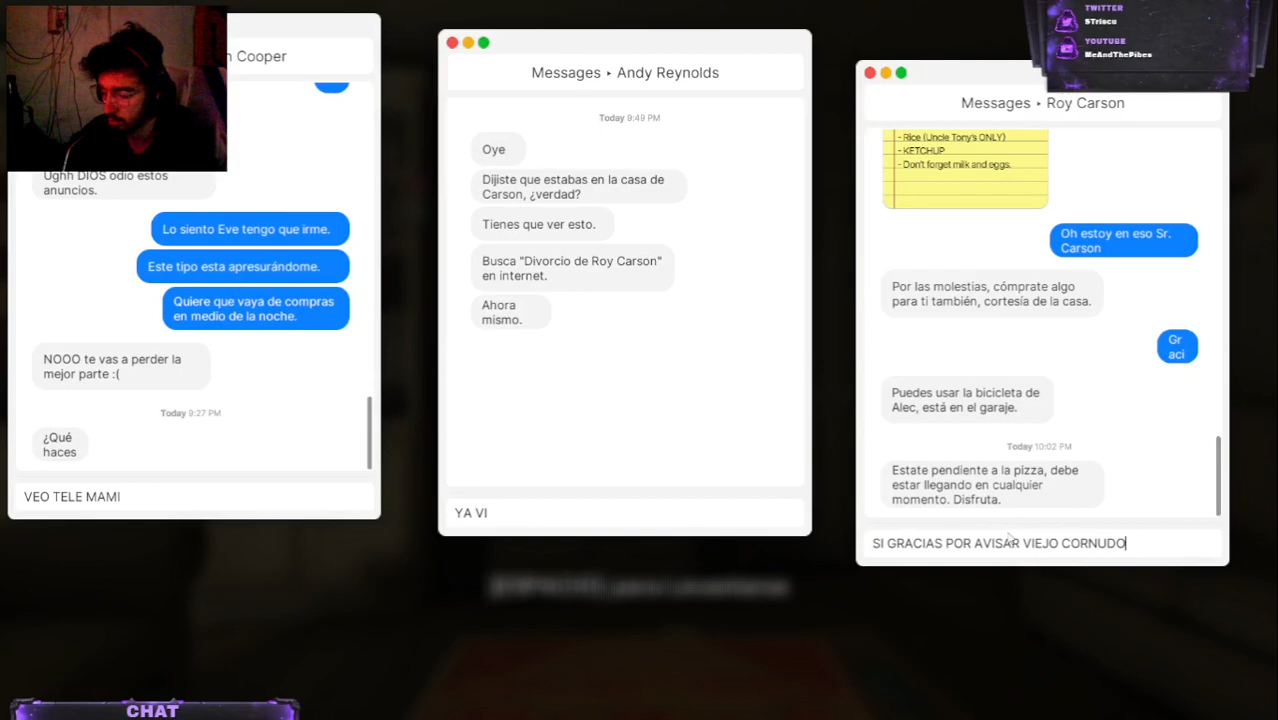 n Cooper
Ughh DIOS odio estos
anuncios.
Lo siento Eve tengo que irme.
Este tipo esta apresurándome.
Quiere que vaya de compras
en medio de la noche.
NOOO te vas a perder la
mejor parte :(
Today 9:27 PM
¿Qué
haces
VEO TELE MAMI
Messages ‣ Andy Reynolds
Today 9:49 PM
Oye
Dijiste que estabas en la casa de
Carson, ¿verdad?
Tienes que ver esto.
Busca "Divorcio de Roy Carson"
en internet.
Ahora
mismo.
YA VI
TWITTER
STriscu
YOUTUBE
MeAndThePibes
Messages ‣ Roy Carson
- Rice (Uncle Tony's ONLY)
- KETCHUP
- Don't forget milk and eggs.
Oh estoy en eso Sr.
Carson
Por las molestias, cómprate algo
para ti también, cortesía de la casa.
Gr
aci
Puedes usar la bicicleta de
Alec, está en el garaje.
Today 10:02 PM
Estate pendiente a la pizza, debe
estar llegando en cualquier
momento. Disfruta.
SI GRACIAS POR AVISAR VIEJO CORNUDO
[ESPACIO] para Levantarse
CHAT